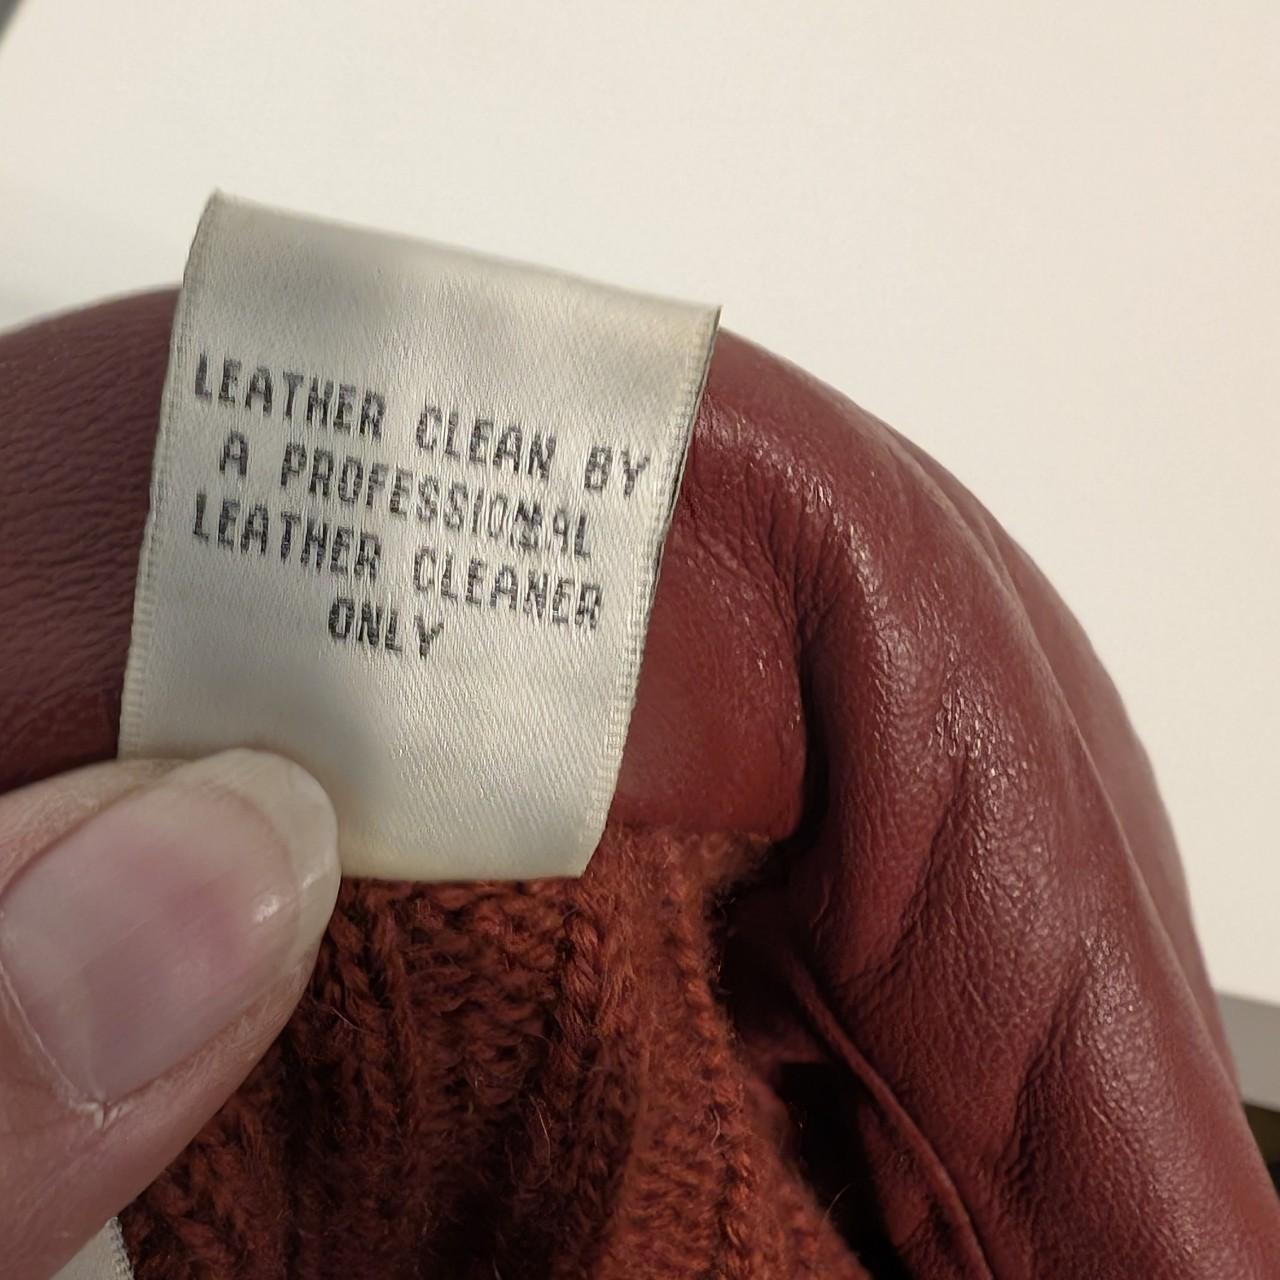 LEATHER CLEAN BY
A PROFESSIONAL
LEATHER CLEANER
ONLY